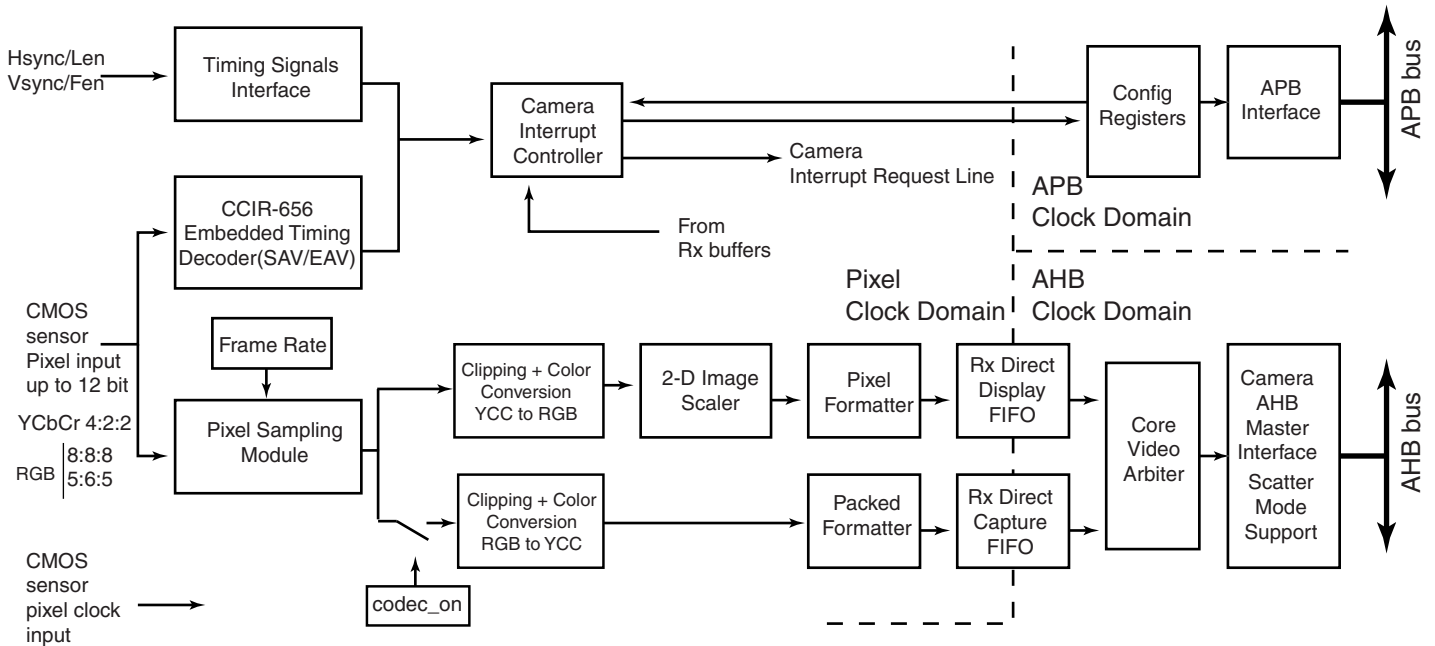 Hsync/Len
Vsync/Fen
Timing Signals
Interface
Camera
Interrupt
Controller
Config
Registers
APB
Interface
APB bus
Camera
Interrupt Request Line
APB
Clock Domain
CCIR-656
Embedded Timing
Decoder(SAV/EAV)
From
Rx buffers
Pixel
Clock Domain
AHB
Clock Domain
CMOS
sensor
Pixel input
up to 12 bit
YCbCr 4:2:2
RGB
8:8:8
5:6:5
Frame Rate
Pixel Sampling
Module
Clipping + Color
Conversion
YCC to RGB
2-D Image
Scaler
Pixel
Formatter
Rx Direct
Display
FIFO
Core
Video
Arbiter
Camera
AHB
Master
Interface
Scatter
Mode
Support
AHB bus
Clipping + Color
Conversion
RGB to YCC
Packed
Formatter
Rx Direct
Capture
FIFO
codec_on
CMOS
sensor
pixel clock
input